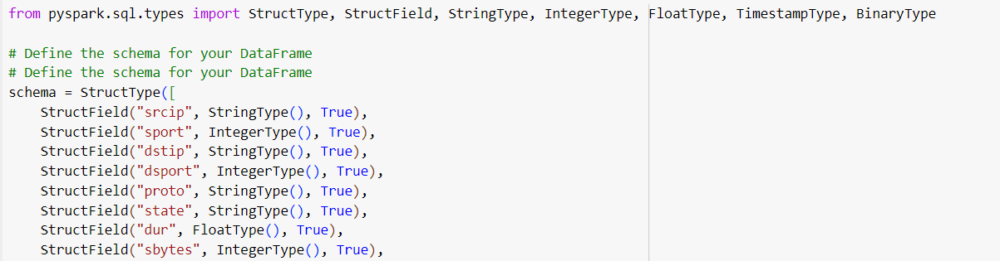 from pyspark.sql.types import StructType, StructField, StringType, IntegerType, FloatType, TimestampType, BinaryType
# Define the schema for your DataFrame
# Define the schema for your DataFrame
schema = StructType([
    StructField("srcip", StringType(), True),
    StructField("sport", IntegerType(), True),
    StructField("dstip", StringType(), True),
    StructField("dsport", IntegerType(), True),
    StructField("proto", StringType(), True),
    StructField("state", StringType(), True),
    StructField("dur", FloatType(), True),
    StructField("sbytes", IntegerType(), True),